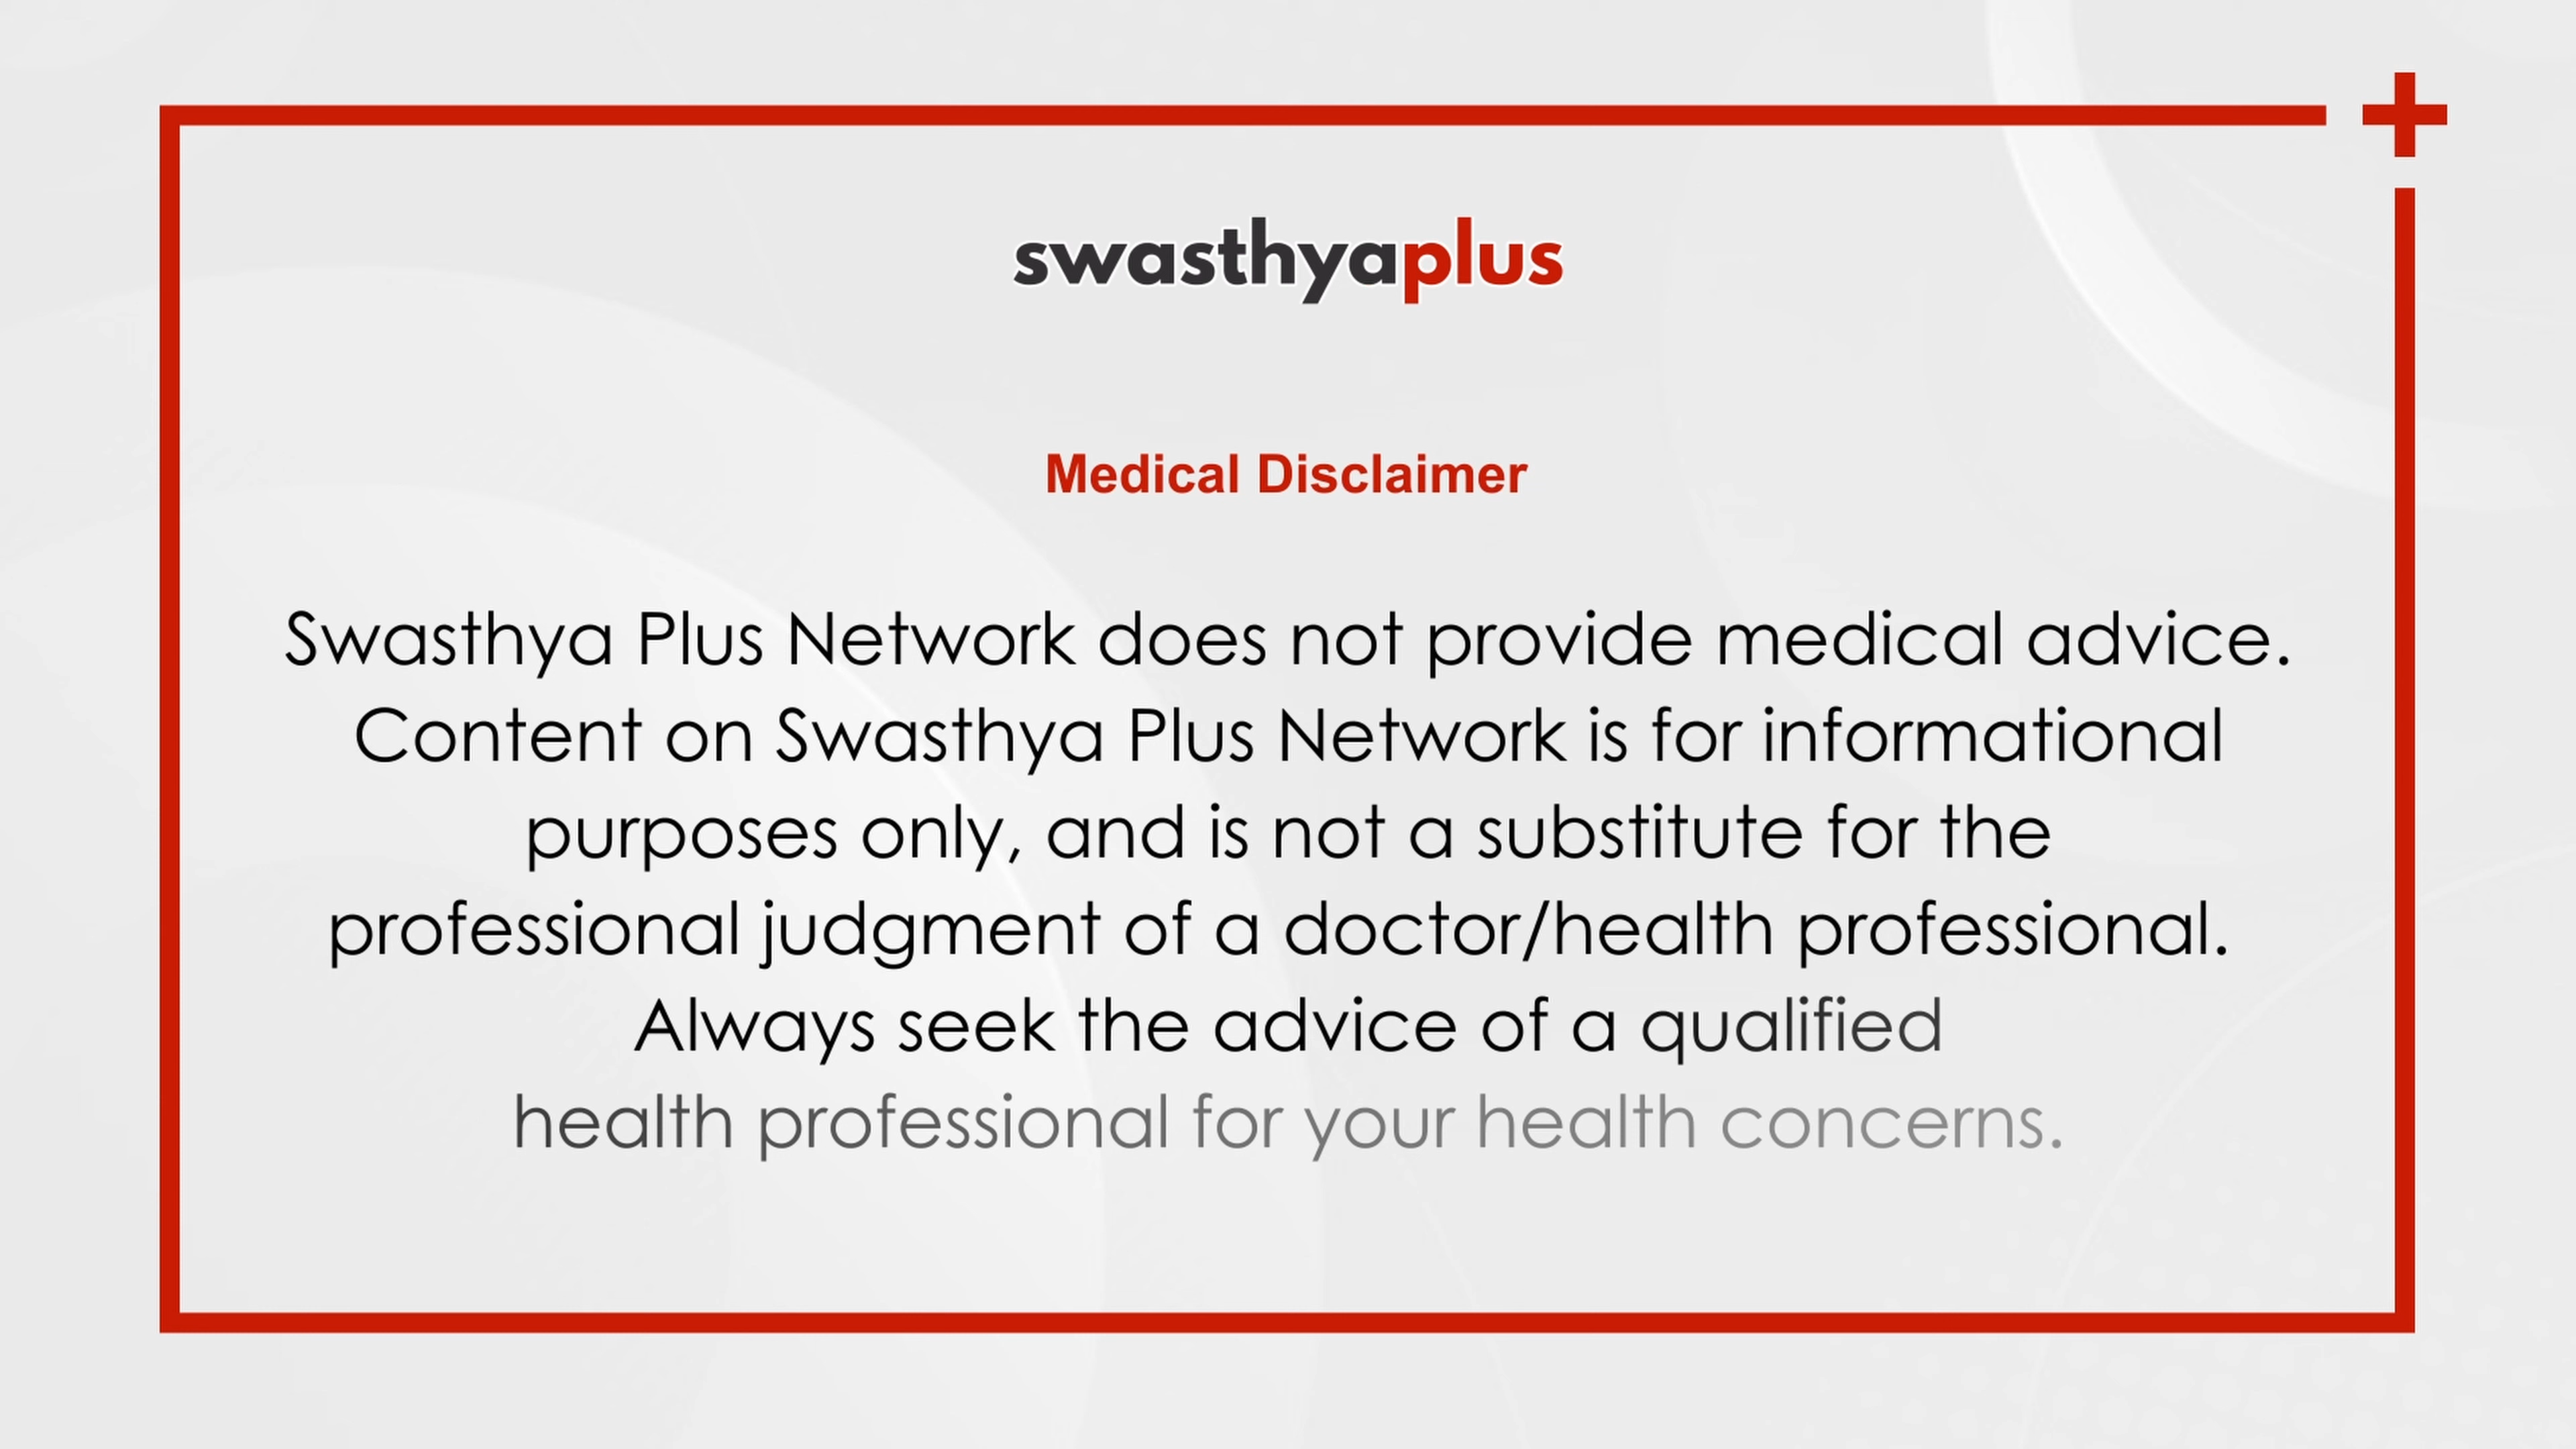 swasthyaplus
Medical Disclaimer
Swasthya Plus Network does not provide medical advice.
Content on Swasthya Plus Network is for informational
purposes only, and is not a substitute for the
professional judgment of a doctor/health professional.
Always seek the advice of a qualified
health professional for your health concerns.